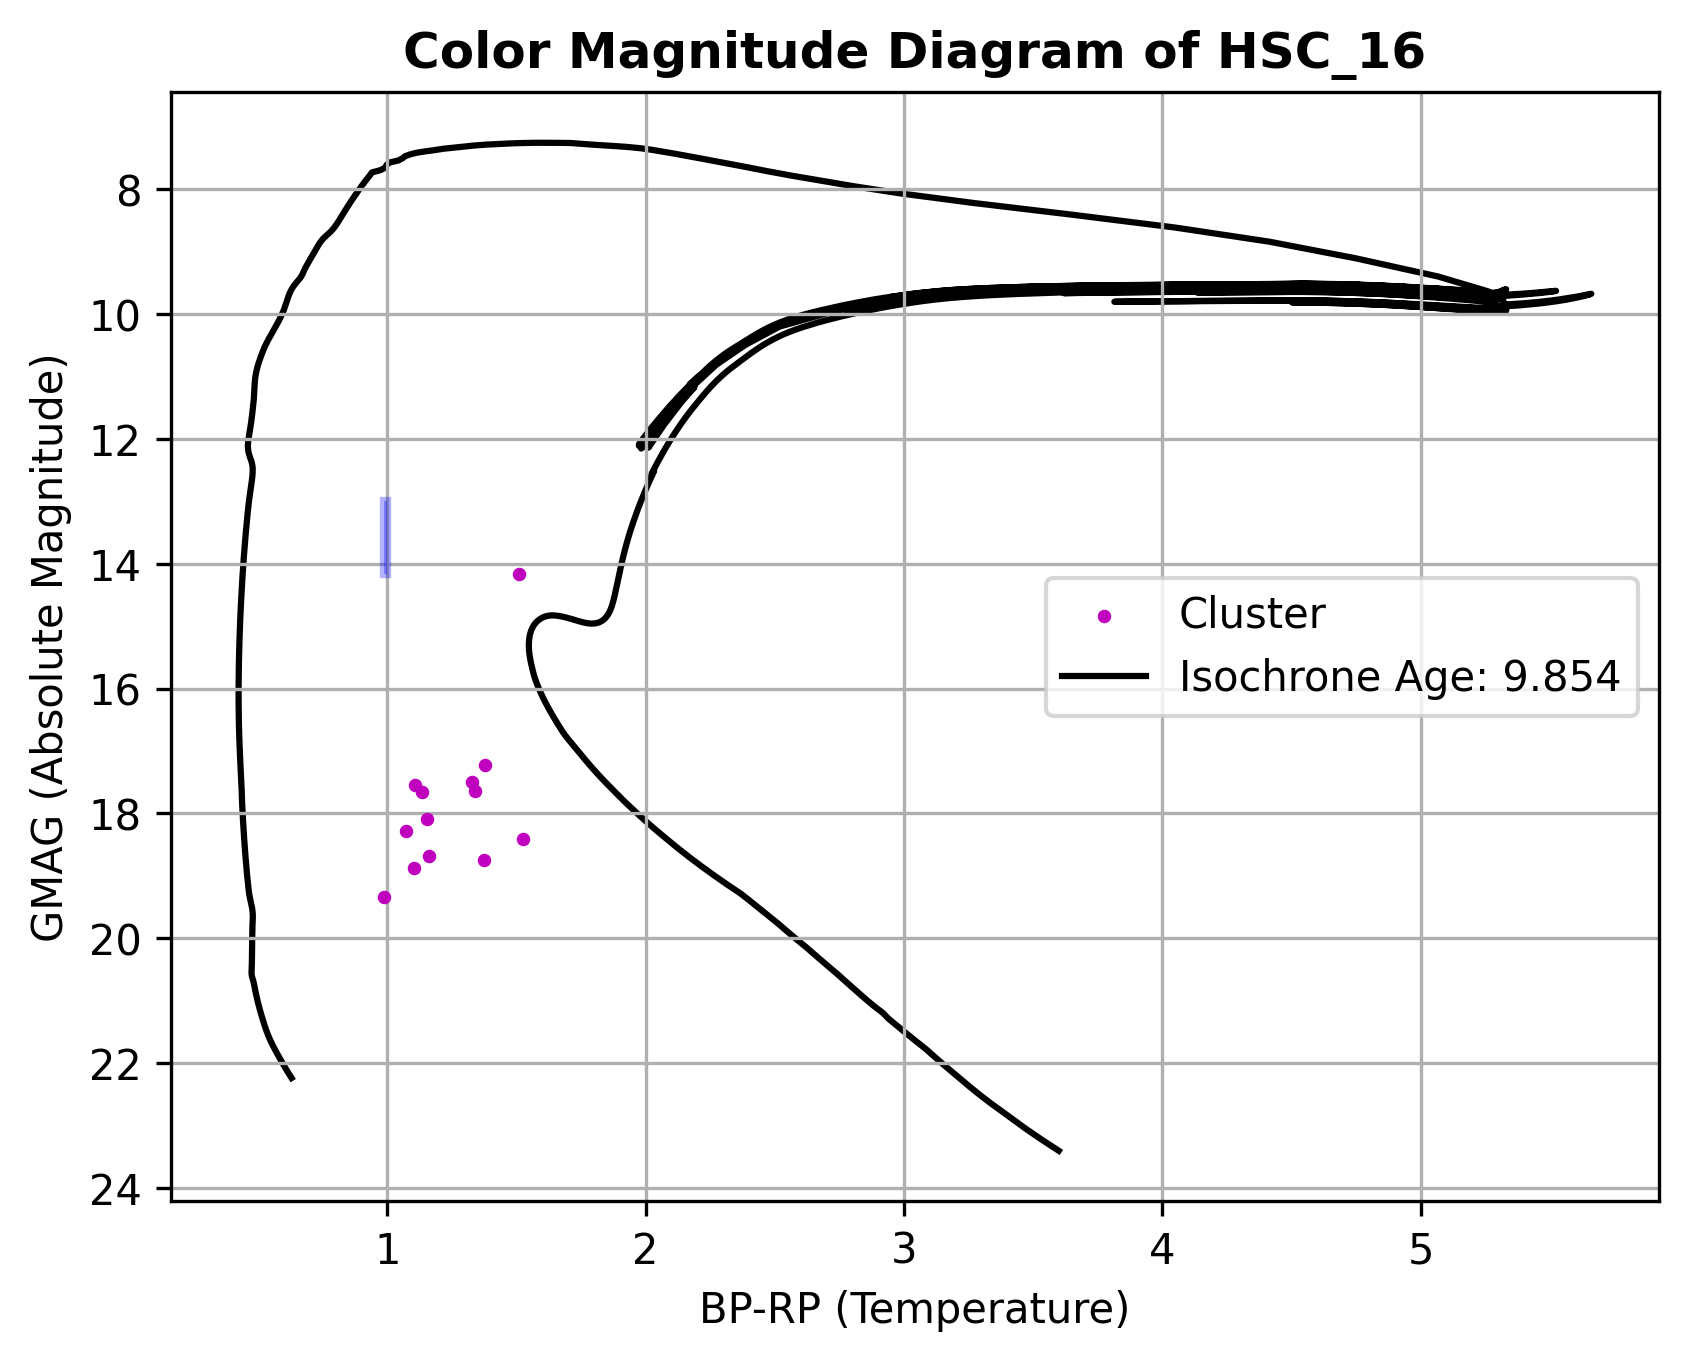 Color Magnitude Diagram of HSC_16
GMAG (Absolute Magnitude)
8
10
12
14
16
18
20
22
24
Cluster
Isochrone Age: 9.854
1 2 3 4 5
BP-RP (Temperature)